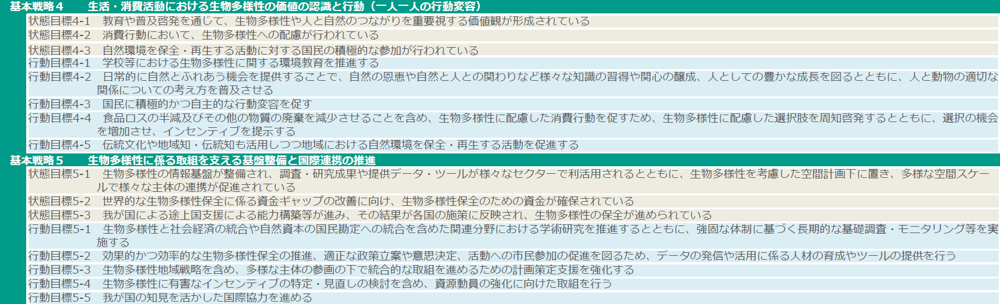 基本戦略４　　生活・消費活動における生物多様性の価値の認識と行動（一人一人の行動変容）
状態目標4-1　教育や普及啓発を通じて、生物多様性や人と自然のつながりを重要視する価値観が形成されている
状態目標4-2　消費行動において、生物多様性への配慮が行われている
状態目標4-3　自然環境を保全・再生する活動に対する国民の積極的な参加が行われている
行動目標4-1　学校等における生物多様性に関する環境教育を推進する
行動目標4-2　日常的に自然とふれあう機会を提供することで、自然の恩恵や自然と人との関わりなど様々な知識の習得や関心の醸成、人としての豊かな成長を図るとともに、人と動物の適切な
関係についての考え方を普及させる
行動目標4-3　国民に積極的かつ自主的な行動変容を促す
行動目標4-4　食品ロスの半減及びその他の物質の廃棄を減少させることを含め、生物多様性に配慮した消費行動を促すため、生物多様性に配慮した選択肢を周知啓発するとともに、選択の機会
を増加させ、インセンティブを提示する
行動目標4-5　伝統文化や地域知・伝統知も活用しつつ地域における自然環境を保全・再生する活動を促進する
基本戦略５　　生物多様性に係る取組を支える基盤整備と国際連携の推進
状態目標5-1　生物多様性の情報基盤が整備され、調査・研究成果や提供データ・ツールが様々なセクターで利活用されるとともに、生物多様性を考慮した空間計画下に置き、多様な空間スケー
ルで様々な主体の連携が促進されている
状態目標5-2　世界的な生物多様性保全に係る資金ギャップの改善に向け、生物多様性保全のための資金が確保されている
状態目標5-3　我が国による途上国支援による能力構築等が進み、その結果が各国の施策に反映され、生物多様性の保全が進められている
行動目標5-1　生物多様性と社会経済の統合や自然資本の国民勘定への統合を含めた関連分野における学術研究を推進するとともに、強固な体制に基づく長期的な基礎調査・モニタリング等を実
施する
行動目標5-2　効果的かつ効率的な生物多様性保全の推進、適正な政策立案や意思決定、活動への市民参加の促進を図るため、データの発信や活用に係る人材の育成やツールの提供を行う
行動目標5-3　生物多様性地域戦略を含め、多様な主体の参画の下で統合的な取組を進めるための計画策定支援を強化する
行動目標5-4　生物多様性に有害なインセンティブの特定・見直しの検討を含め、資源動員の強化に向けた取組を行う
行動目標5-5　我が国の知見を活かした国際協力を進める